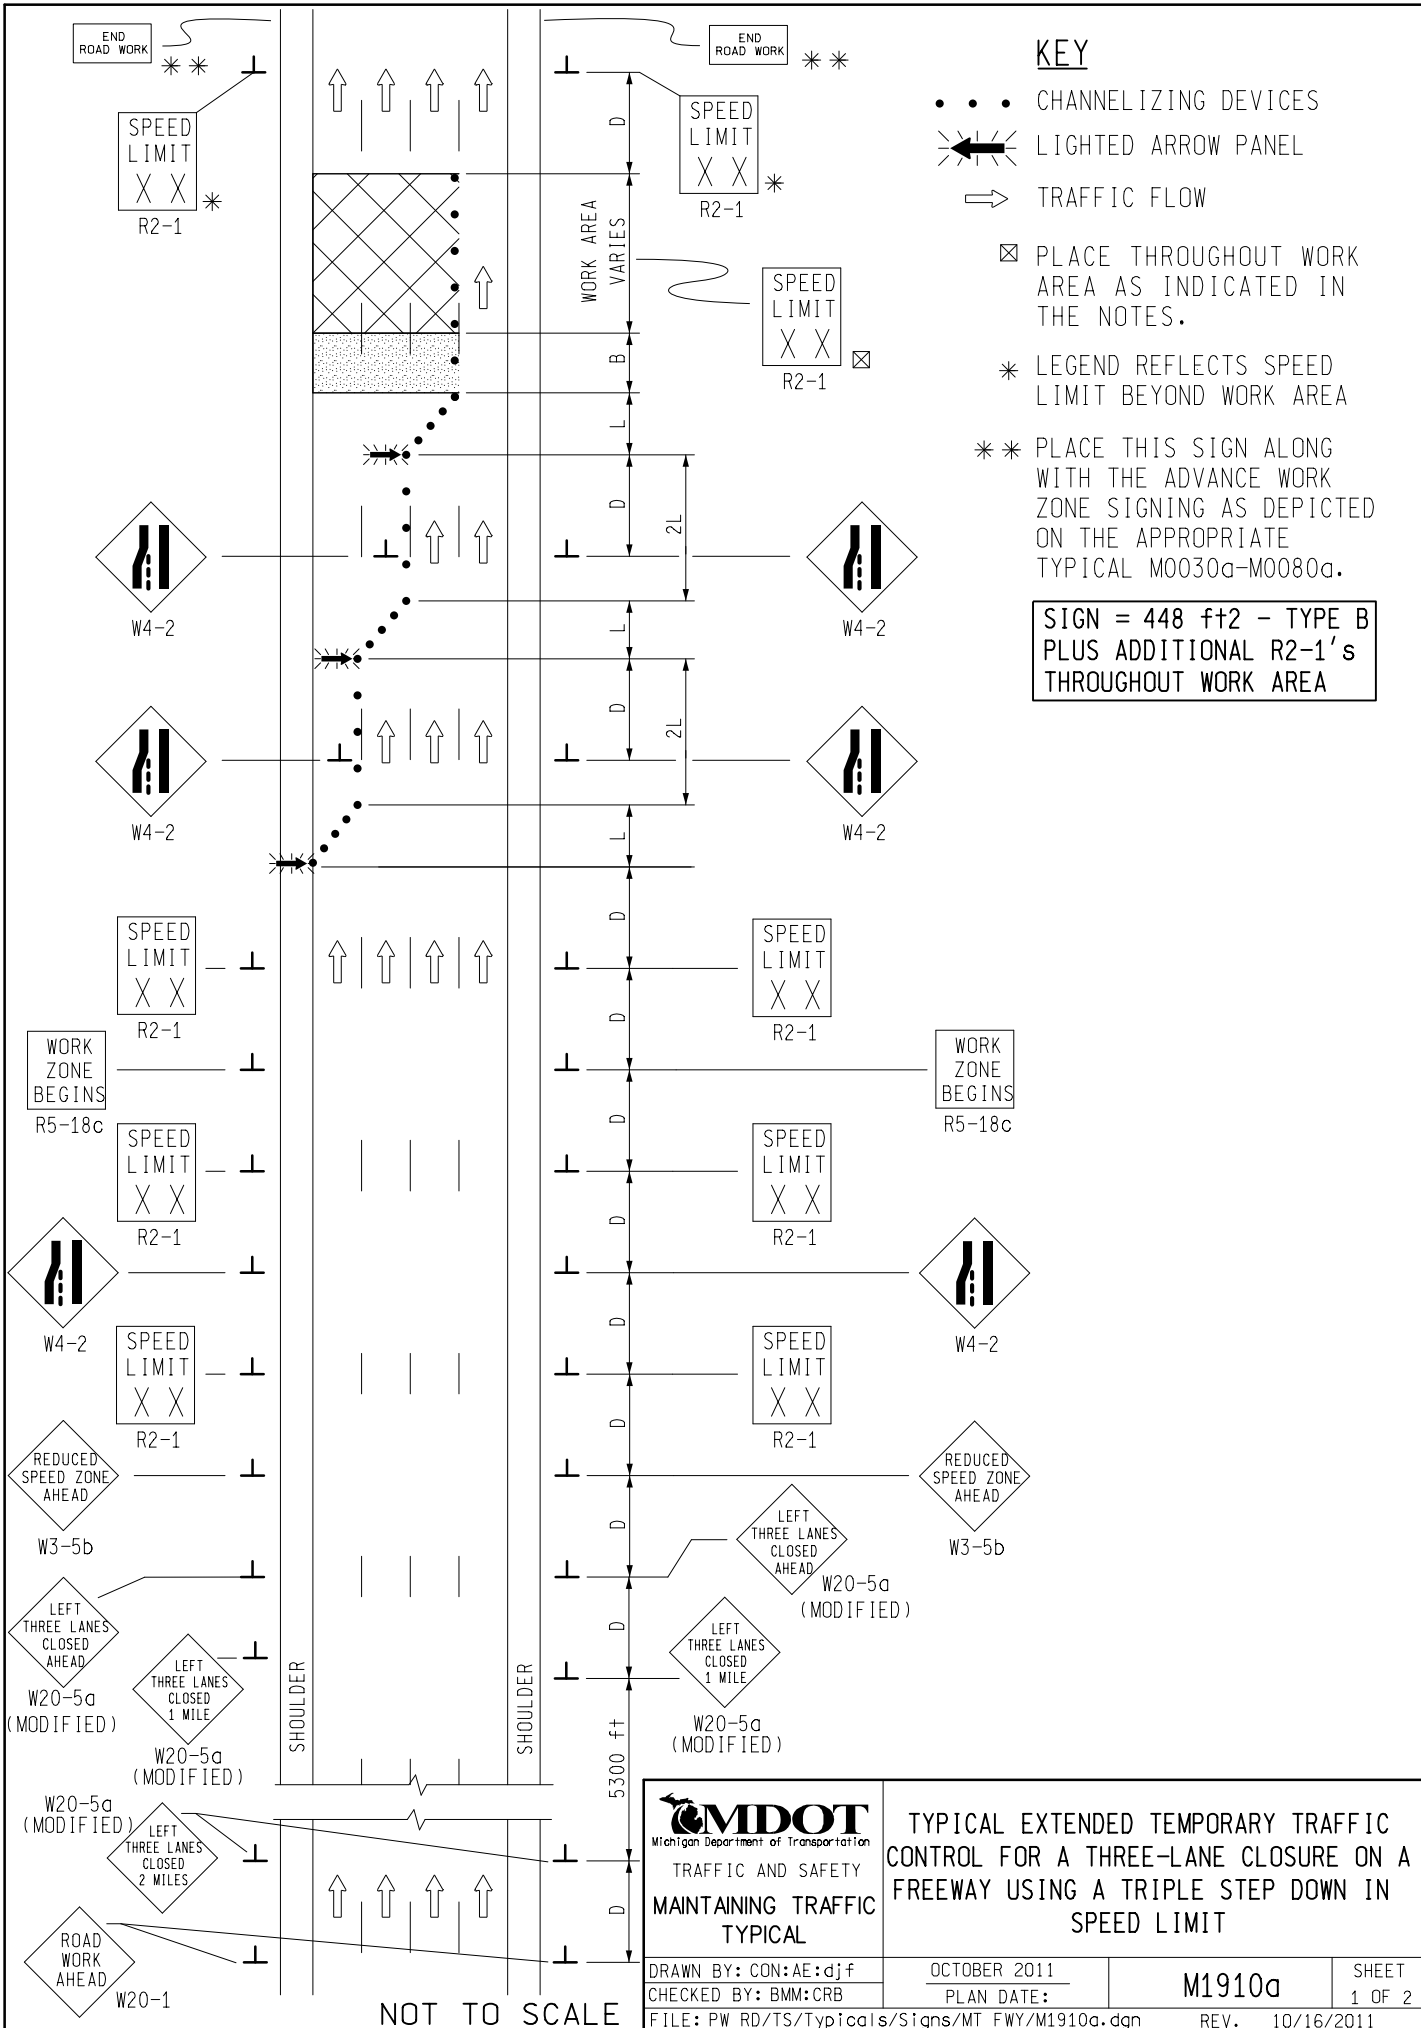 END
ROAD WORK
* *
END
ROAD WORK
* *
SPEED
LIMIT
X X
*
R2-1
SPEED
LIMIT
X X
*
R2-1
D
WORK AREA
VARIES
SPEED
LIMIT
X X
R2-1
B
L
D
2L
W4-2
W4-2
L
D
2L
W4-2
W4-2
L
KEY
CHANNELIZING DEVICES
LIGHTED ARROW PANEL
TRAFFIC FLOW
PLACE THROUGHOUT WORK
AREA AS INDICATED IN
THE NOTES.
* LEGEND REFLECTS SPEED
LIMIT BEYOND WORK AREA
* * PLACE THIS SIGN ALONG
WITH THE ADVANCE WORK
ZONE SIGNING AS DEPICTED
ON THE APPROPRIATE
TYPICAL M0030a-M0080a.
SIGN = 448 ft2 - TYPE B
PLUS ADDITIONAL R2-1's
THROUGHOUT WORK AREA
D
SPEED
LIMIT
X X
R2-1
SPEED
LIMIT
X X
R2-1
D
WORK
ZONE
BEGINS
R5-18c
WORK
ZONE
BEGINS
R5-18c
D
SPEED
LIMIT
X X
R2-1
SPEED
LIMIT
X X
R2-1
D
W4-2
W4-2
D
SPEED
LIMIT
X X
R2-1
SPEED
LIMIT
X X
R2-1
D
REDUCED
SPEED ZONE
AHEAD
W3-5b
REDUCED
SPEED ZONE
AHEAD
W3-5b
D
LEFT
THREE LANES
CLOSED
AHEAD
W20-5a
(MODIFIED)
LEFT
THREE LANES
CLOSED
AHEAD
W20-5a
(MODIFIED)
D
LEFT
THREE LANES
CLOSED
1 MILE
W20-5a
(MODIFIED)
LEFT
THREE LANES
CLOSED
1 MILE
W20-5a
(MODIFIED)
SHOULDER
SHOULDER
5300 ft
W20-5a
(MODIFIED)
LEFT
THREE LANES
CLOSED
2 MILES
D
ROAD
WORK
AHEAD
W20-1
NOT TO SCALE
MDOT
Michigan Department of Transportation
TRAFFIC AND SAFETY
MAINTAINING TRAFFIC
TYPICAL
TYPICAL EXTENDED TEMPORARY TRAFFIC
CONTROL FOR A THREE-LANE CLOSURE ON A
FREEWAY USING A TRIPLE STEP DOWN IN
SPEED LIMIT
DRAWN BY: CON:AE:djf
CHECKED BY: BMM:CRB
OCTOBER 2011
PLAN DATE:
M1910a
SHEET
1 OF 2
FILE: PW RD/TS/Typicals/Signs/MT FWY/M1910a.dgn
REV. 10/16/2011